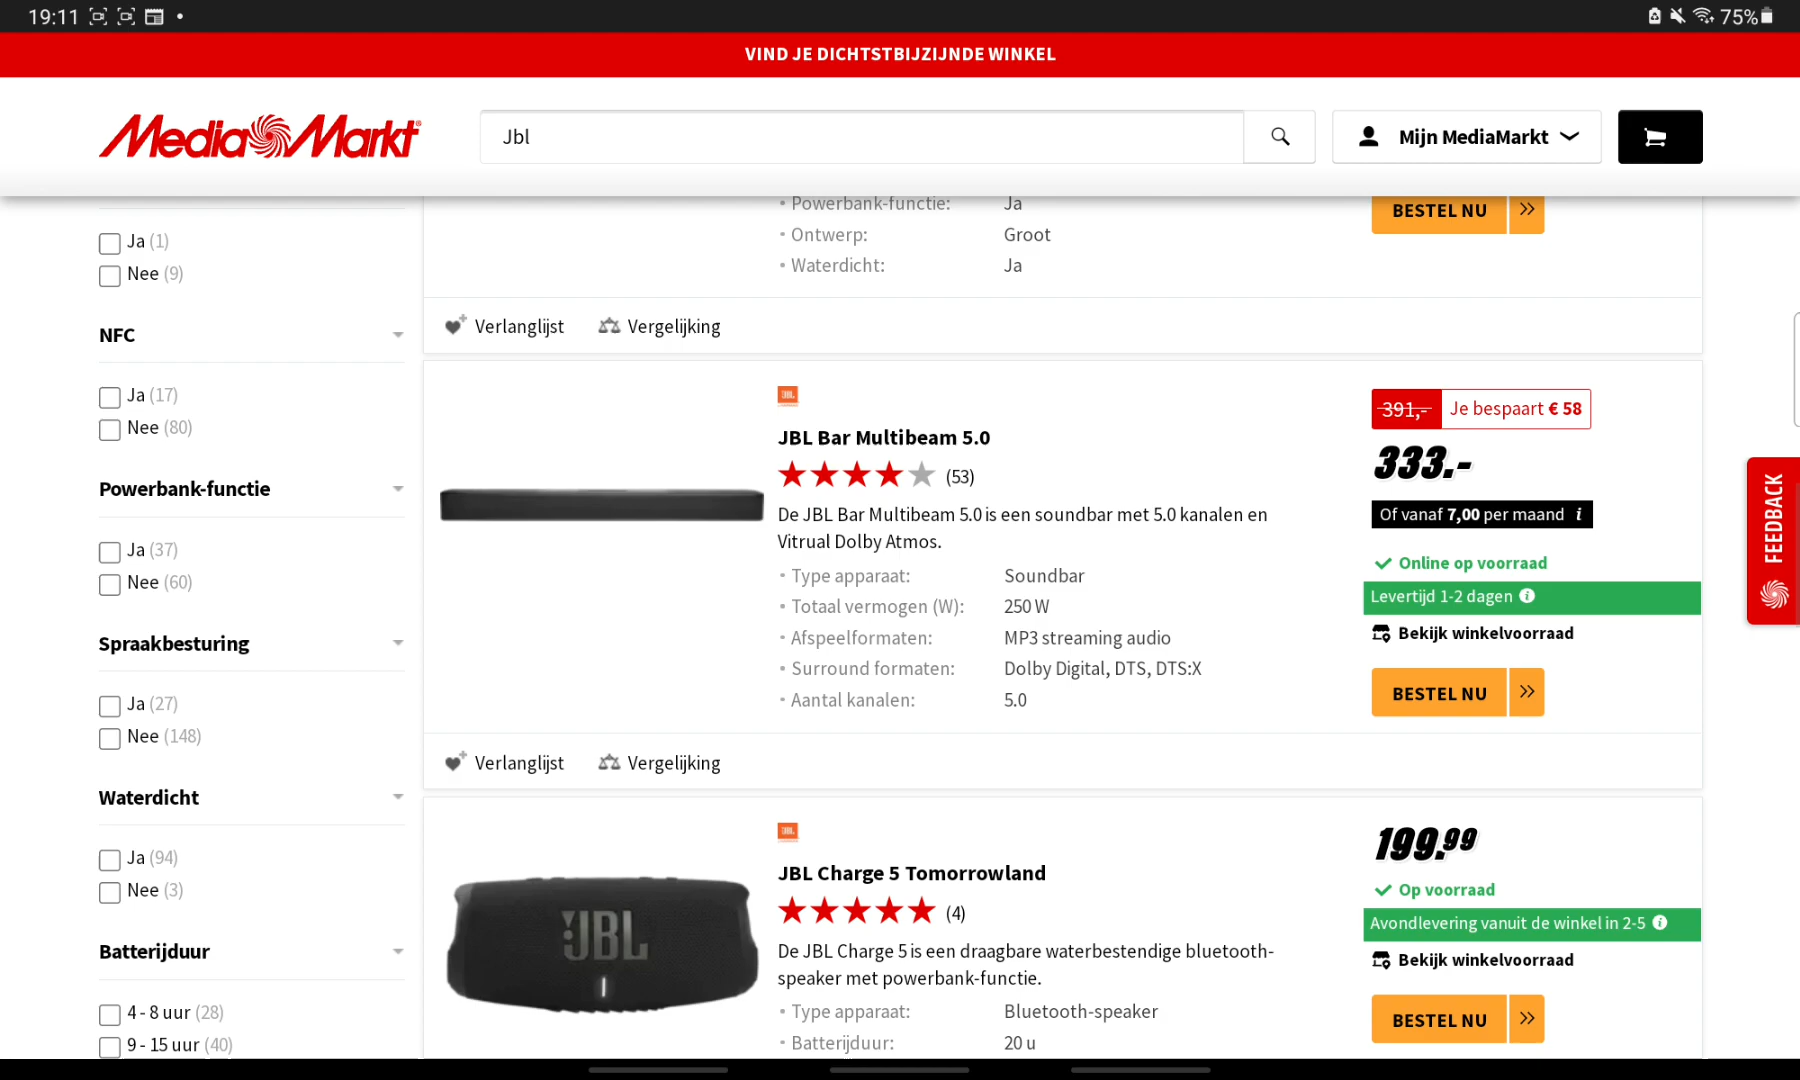 19:11
75%
VIND JE DICHTSTBIJZIJNDE WINKEL
MediaMarkt
Jbl
Mijn MediaMarkt
Ja (1)
Nee (9)
NFC
Ja (17)
Nee (80)
Powerbank-functie
Ja (37)
Nee (60)
Spraakbesturing
Ja (27)
Nee (148)
Waterdicht
Ja (94)
Nee (3)
Batterijduur
4 - 8 uur (28)
9 - 15 uur (40)
Powerbank-functie: Ja
Ontwerp: Groot
Waterdicht: Ja
BESTEL NU
Verlanglijst Vergelijking
JBL
JBL Bar Multibeam 5.0
(53)
De JBL Bar Multibeam 5.0 is een soundbar met 5.0 kanalen en
Vitrual Dolby Atmos.
Type apparaat: Soundbar
Totaal vermogen (W): 250 W
Afspeelformaten: MP3 streaming audio
Surround formaten: Dolby Digital, DTS, DTS:X
Aantal kanalen: 5.0
391,- Je bespaart € 58
333.-
Of vanaf 7,00 per maand i
Online op voorraad
Levertijd 1-2 dagen
Bekijk winkelvoorraad
BESTEL NU
Verlanglijst Vergelijking
JBL
JBL
JBL Charge 5 Tomorrowland
(4)
De JBL Charge 5 is een draagbare waterbestendige bluetooth-
speaker met powerbank-functie.
Type apparaat: Bluetooth-speaker
Batterijduur: 20 u
199.99
Op voorraad
Avondlevering vanuit de winkel in 2-5
Bekijk winkelvoorraad
BESTEL NU
FEEDBACK